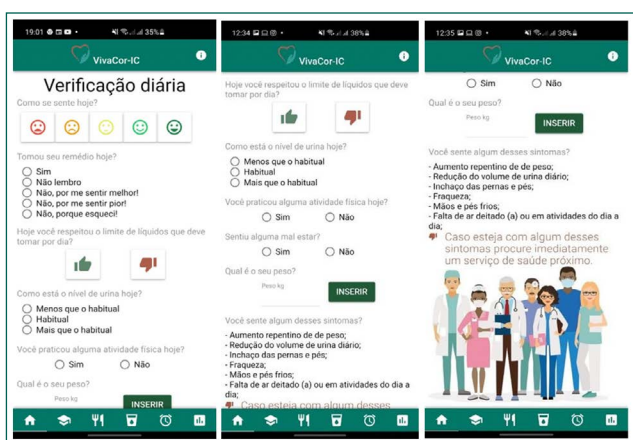 19:01
35%
VivaCor-IC
Verificação diária
Como se sente hoje?
Tomou seu remédio hoje?
Sim
Não lembro
Não, por me sentir melhor!
Não, por me sentir pior!
Não, porque esqueci!
Hoje você respeitou o limite de líquidos que deve
tomar por dia?
Como está o nível de urina hoje?
Menos que o habitual
Habitual
Mais que o habitual
Você praticou alguma atividade física hoje?
Sim Não
Qual é o seu peso?
Peso kg
INSERIR
12:34
38%
VivaCor-IC
Hoje você respeitou o limite de líquidos que deve
tomar por dia?
Como está o nível de urina hoje?
Menos que o habitual
Habitual
Mais que o habitual
Você praticou alguma atividade física hoje?
Sim Não
Sentiu alguma mal estar?
Sim Não
Qual é o seu peso?
Peso kg
INSERIR
Você sente algum desses sintomas?
- Aumento repentino de de peso;
- Redução do volume de urina diário;
- Inchaço das pernas e pés;
- Fraqueza;
- Mãos e pés frios;
- Falta de ar deitado (a) ou em atividades do dia a
dia;
Caso esteja com algum desses
12:35
38%
VivaCor-IC
Sim Não
Qual é o seu peso?
Peso kg
INSERIR
Você sente algum desses sintomas?
- Aumento repentino de de peso;
- Redução do volume de urina diário;
- Inchaço das pernas e pés;
- Fraqueza;
- Mãos e pés frios;
- Falta de ar deitado (a) ou em atividades do dia a
dia;
Caso esteja com algum desses
sintomas procure imediatamente
um serviço de saúde próximo.